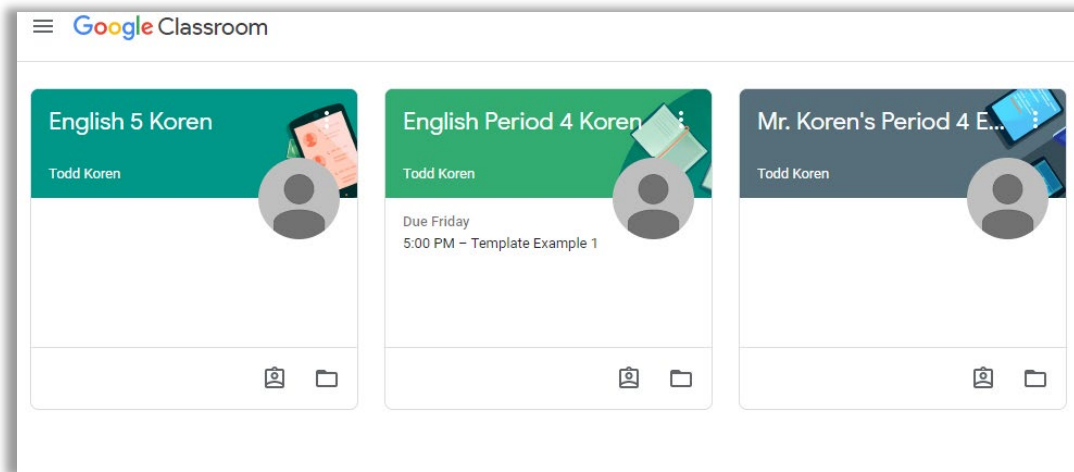 Google Classroom
English 5 Koren
Todd Koren
English Period 4 Koren
Todd Koren
Due Friday
5:00 PM – Template Example 1
Mr. Koren's Period 4 E...
Todd Koren